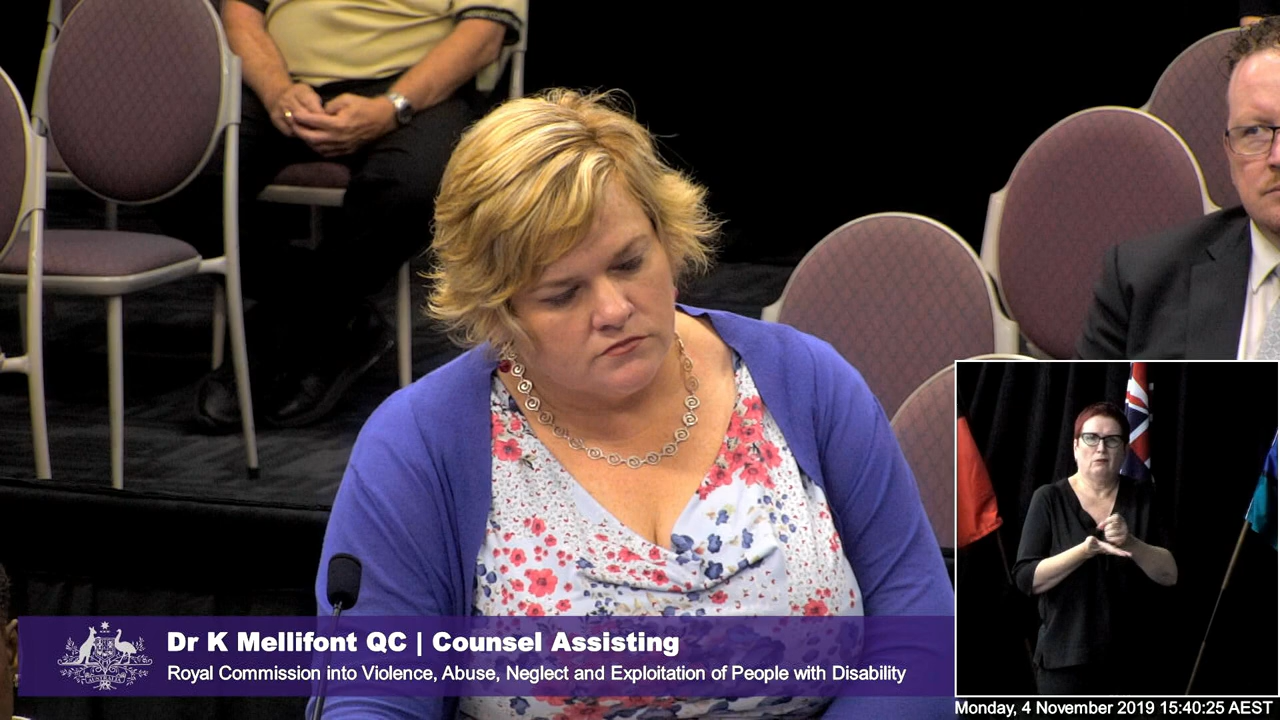 Dr K Mellifont QC | Counsel Assisting
Royal Commission into Violence, Abuse, Neglect and Exploitation of People with Disability
Monday, 4 November 2019 15:40:25 AEST